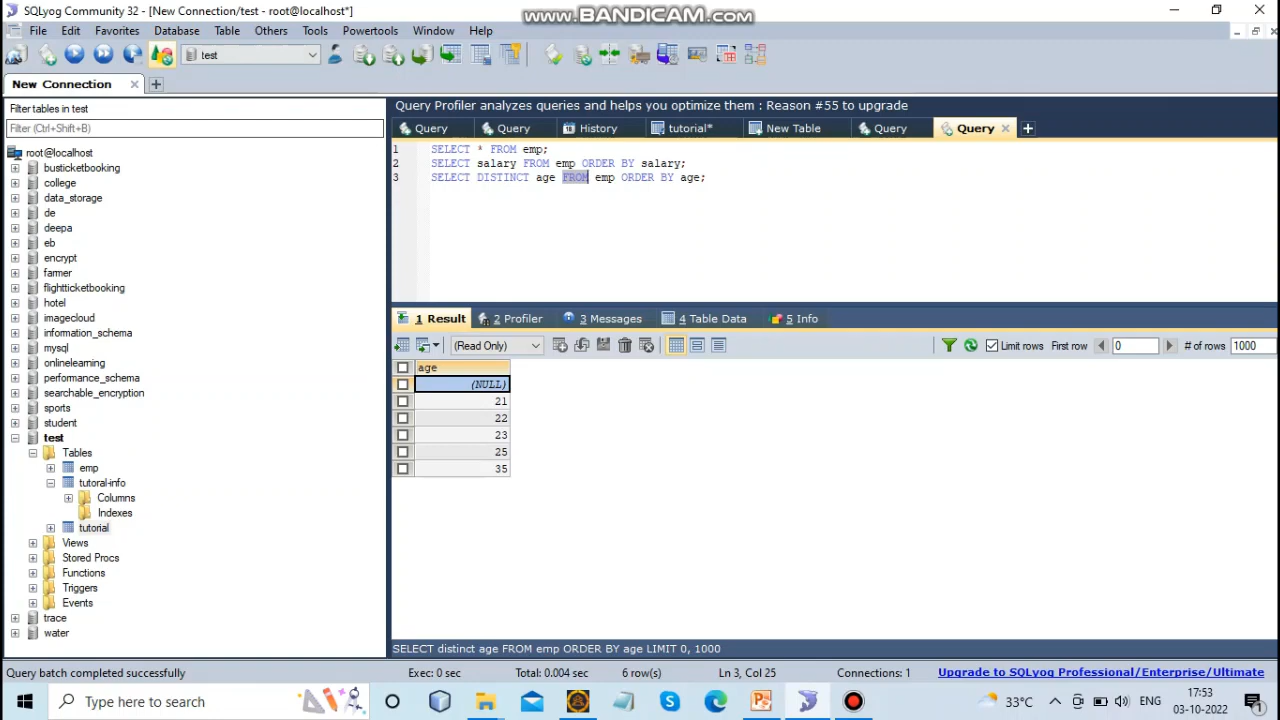 SQLyog Community 32 - [New Connection/test - root@localhost*]
www.BANDICAM.com
File Edit Favorites Database Table Others Tools Powertools Window Help
test
New Connection
Filter tables in test
Filter (Ctrl+Shift+B)
root@localhost
busticketbooking
college
data_storage
de
deepa
eb
encrypt
farmer
flightticketbooking
hotel
imagecloud
information_schema
mysql
onlinelearning
performance_schema
searchable_encryption
sports
student
test
Tables
emp
tutoral-info
Columns
Indexes
tutorial
Views
Stored Procs
Functions
Triggers
Events
trace
water
Query Profiler analyzes queries and helps you optimize them : Reason #55 to upgrade
Query Query History tutorial* New Table Query Query
1 SELECT * FROM emp;
2 SELECT salary FROM emp ORDER BY salary;
3 SELECT DISTINCT age FROM emp ORDER BY age;
1 Result 2 Profiler 3 Messages 4 Table Data 5 Info
(Read Only) Limit rows First row 0 # of rows 1000
age
(NULL)
21
22
23
25
35
SELECT distinct age FROM emp ORDER BY age LIMIT 0, 1000
Query batch completed successfully Exec: 0 sec Total: 0.004 sec 6 row(s) Ln 3, Col 25 Connections: 1 Upgrade to SQLyog Professional/Enterprise/Ultimate
Type here to search 33°C ENG 17:53
03-10-2022